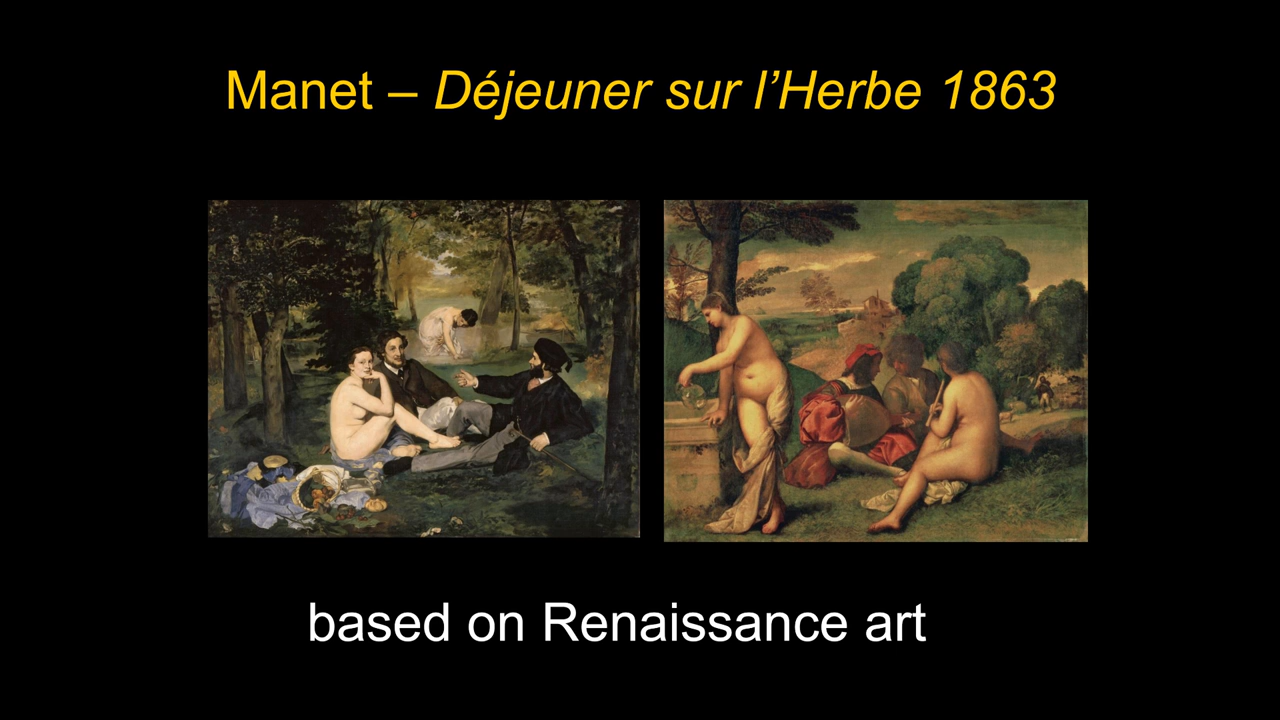 Manet – Déjeuner sur l’Herbe 1863
based on Renaissance art